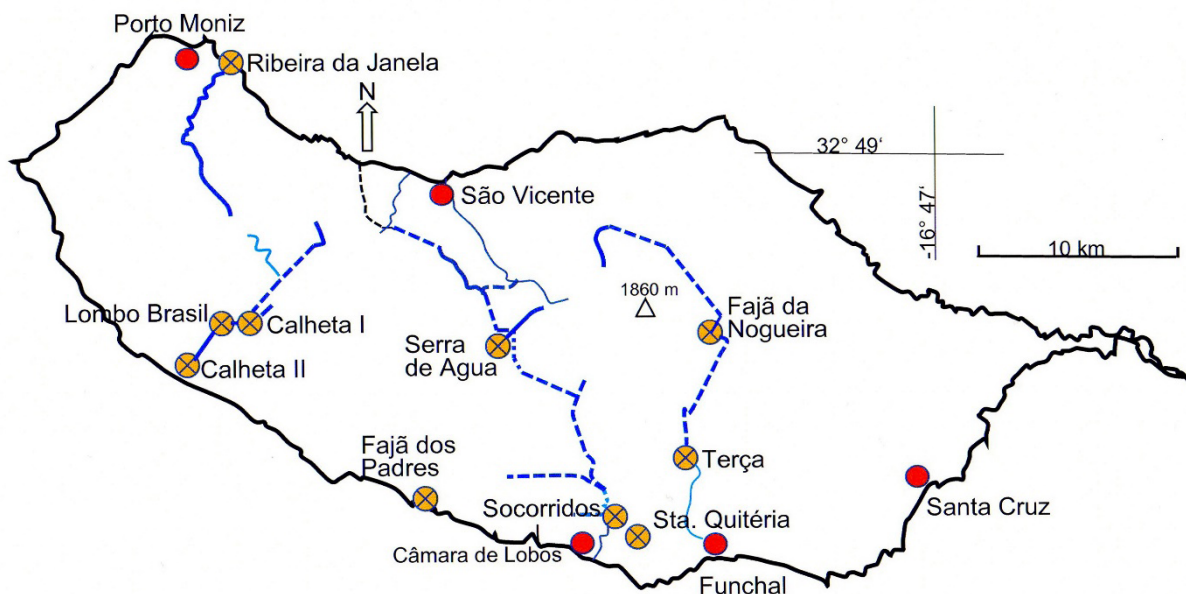 Porto Moniz
Ribeira da Janela
N
32° 49‘
São Vicente
-16° 47‘
10 km
1860 m
Lombo Brasil
Calheta I
Fajã da
Nogueira
Serra
de Agua
Calheta II
Fajã dos
Padres
Terça
Socorridos
Sta. Quitéria
Santa Cruz
Câmara de Lobos
Funchal